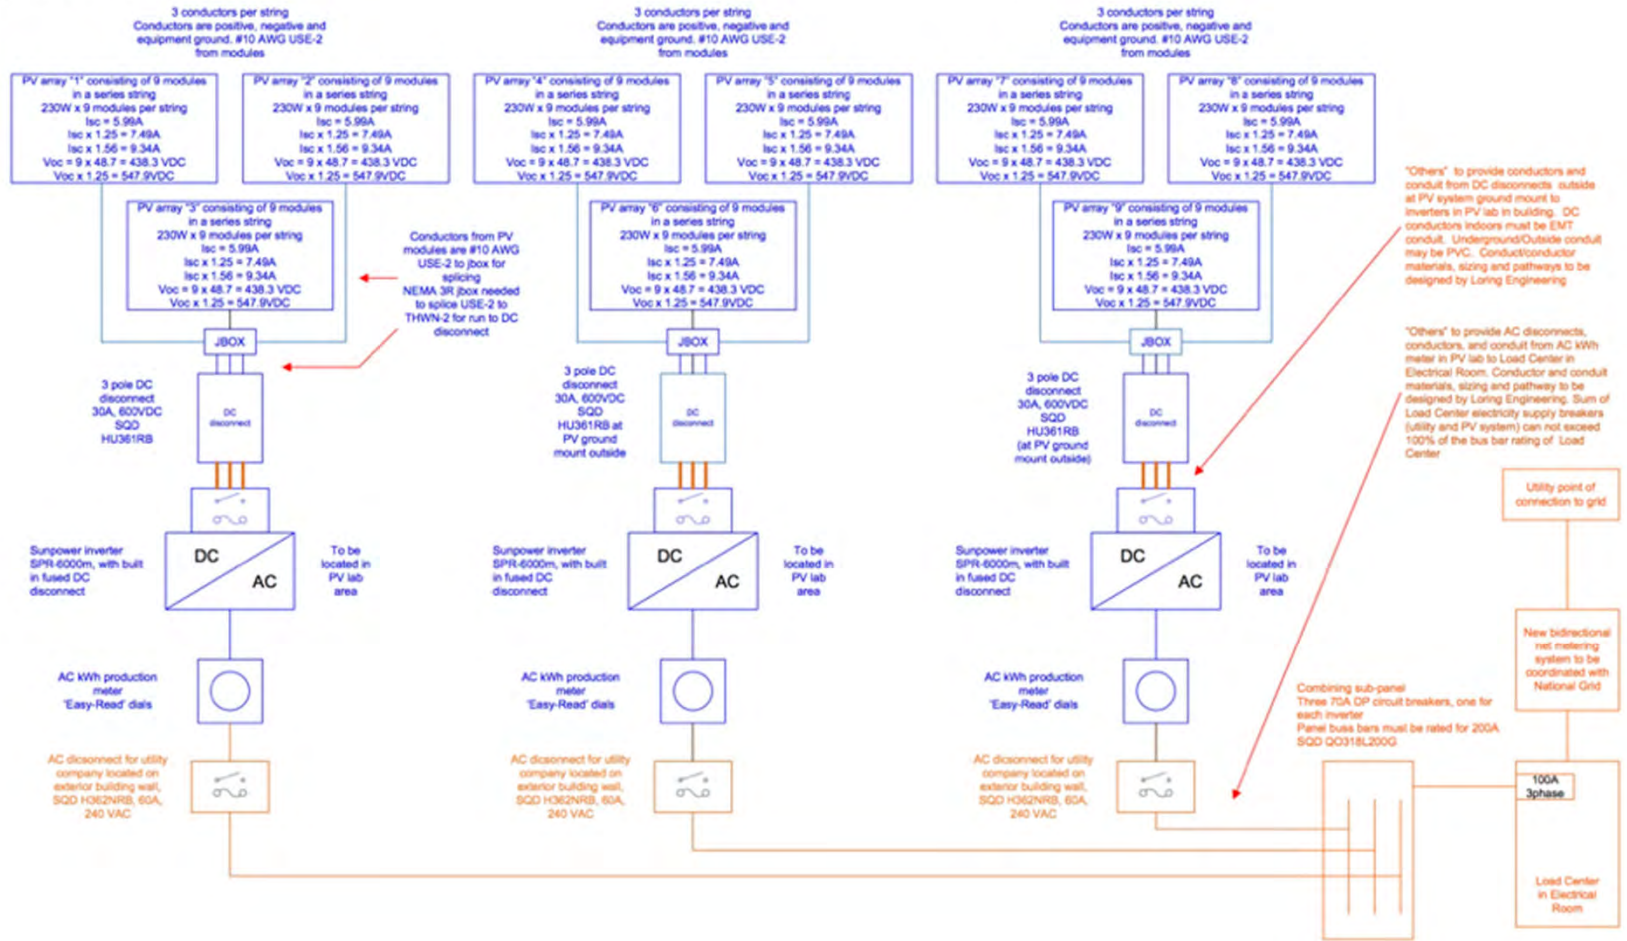 3 conductors per string
Conductors are positive, negative and
equipment ground. #10 AWG USE-2
from modules
3 conductors per string
Conductors are positive, negative and
equipment ground. #10 AWG USE-2
from modules
3 conductors per string
Conductors are positive, negative and
equipment ground. #10 AWG USE-2
from modules
PV array "1" consisting of 9 modules
in a series string
230W x 9 modules per string
Isc = 5.99A
Isc x 1.25 = 7.49A
Isc x 1.56 = 9.34A
Voc = 9 x 48.7 = 438.3 VDC
Voc x 1.25 = 547.9VDC
PV array "2" consisting of 9 modules
in a series string
230W x 9 modules per string
Isc = 5.99A
Isc x 1.25 = 7.49A
Isc x 1.56 = 9.34A
Voc = 9 x 48.7 = 438.3 VDC
Voc x 1.25 = 547.9VDC
PV array "4" consisting of 9 modules
in a series string
230W x 9 modules per string
Isc = 5.99A
Isc x 1.25 = 7.49A
Isc x 1.56 = 9.34A
Voc = 9 x 48.7 = 438.3 VDC
Voc x 1.25 = 547.9VDC
PV array "5" consisting of 9 modules
in a series string
230W x 9 modules per string
Isc = 5.99A
Isc x 1.25 = 7.49A
Isc x 1.56 = 9.34A
Voc = 9 x 48.7 = 438.3 VDC
Voc x 1.25 = 547.9VDC
PV array "7" consisting of 9 modules
in a series string
230W x 9 modules per string
Isc = 5.99A
Isc x 1.25 = 7.49A
Isc x 1.56 = 9.34A
Voc = 9 x 48.7 = 438.3 VDC
Voc x 1.25 = 547.9VDC
PV array "8" consisting of 9 modules
in a series string
230W x 9 modules per string
Isc = 5.99A
Isc x 1.25 = 7.49A
Isc x 1.56 = 9.34A
Voc = 9 x 48.7 = 438.3 VDC
Voc x 1.25 = 547.9VDC
PV array "3" consisting of 9 modules
in a series string
230W x 9 modules per string
Isc = 5.99A
Isc x 1.25 = 7.49A
Isc x 1.56 = 9.34A
Voc = 9 x 48.7 = 438.3 VDC
Voc x 1.25 = 547.9VDC
Conductors from PV
modules are #10 AWG
USE-2 to jbox for
splicing
NEMA 3R jbox needed
to splice USE-2 to
THWN-2 for run to DC
disconnect
PV array "6" consisting of 9 modules
in a series string
230W x 9 modules per string
Isc = 5.99A
Isc x 1.25 = 7.49A
Isc x 1.56 = 9.34A
Voc = 9 x 48.7 = 438.3 VDC
Voc x 1.25 = 547.9VDC
PV array "9" consisting of 9 modules
in a series string
230W x 9 modules per string
Isc = 5.99A
Isc x 1.25 = 7.49A
Isc x 1.56 = 9.34A
Voc = 9 x 48.7 = 438.3 VDC
Voc x 1.25 = 547.9VDC
"Others" to provide conductors and
conduit from DC disconnects outside
at PV system ground mount to
Inverters in PV lab in building. DC
conductors indoors must be EMT
conduit. Underground/Outside conduit
may be PVC. Conduct/conductor
materials, sizing and pathways to be
designed by Loring Engineering
"Others" to provide AC disconnects,
conductors, and conduit from AC kWh
meter in PV lab to Load Center in
Electrical Room. Conductor and conduit
materials, sizing and pathway to be
designed by Loring Engineering. Sum of
Load Center electricity supply breakers
(utility and PV system) can not exceed
100% of the bus bar rating of Load
Center
JBOX
JBOX
JBOX
3 pole DC
disconnect
30A, 600VDC
SQD
HU361RB
DC
disconnect
3 pole DC
disconnect
30A, 600VDC
SQD
HU361RB at
PV ground
mount outside
DC
disconnect
3 pole DC
disconnect
30A, 600VDC
SQD
HU361RB
(at PV ground
mount outside)
DC
disconnect
Utility point of
connection to grid
Sunpower inverter
SPR-6000m, with built
in fused DC
disconnect
DC
AC
To be
located in
PV lab
area
Sunpower inverter
SPR-6000m, with built
in fused DC
disconnect
DC
AC
To be
located in
PV lab
area
Sunpower inverter
SPR-6000m, with built
in fused DC
disconnect
DC
AC
To be
located in
PV lab
area
New bidirectional
net metering
system to be
coordinated with
National Grid
AC kWh production
meter
'Easy-Read' dials
AC kWh production
meter
'Easy-Read' dials
AC kWh production
meter
'Easy-Read' dials
Combining sub-panel
Three 70A DP circuit breakers, one for
each inverter
Panel buss bars must be rated for 200A
SQD QO318L200G
AC dicsonnect for utility
company located on
exterior building wall,
SQD H362NRB, 60A,
240 VAC
AC dicsonnect for utility
company located on
exterior building wall,
SQD H362NRB, 60A,
240 VAC
AC dicsonnect for utility
company located on
exterior building wall,
SQD H362NRB, 60A,
240 VAC
100A
3phase
Load Center
in Electrical
Room